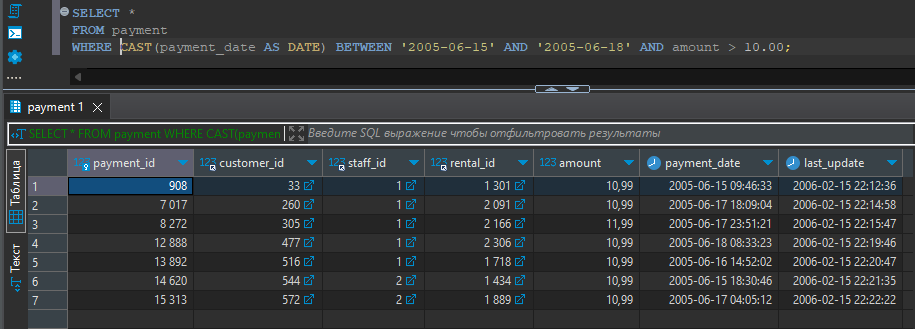 SELECT *
FROM payment
WHERE CAST(payment_date AS DATE) BETWEEN '2005-06-15' AND '2005-06-18' AND amount > 10.00;
payment 1
SELECT * FROM payment WHERE CAST(paymen
Введите SQL выражение чтобы отфильтровать результаты
Таблица
Текст
123 payment_id 123 customer_id 123 staff_id 123 rental_id 123 amount payment_date last_update
1 908 33 1 1 301 10,99 2005-06-15 09:46:33 2006-02-15 22:12:36
2 7 017 260 1 2 091 10,99 2005-06-17 18:09:04 2006-02-15 22:14:58
3 8 272 305 1 2 166 11,99 2005-06-17 23:51:21 2006-02-15 22:15:47
4 12 888 477 1 2 306 10,99 2005-06-18 08:33:23 2006-02-15 22:19:46
5 13 892 516 1 1 718 10,99 2005-06-16 14:52:02 2006-02-15 22:20:47
6 14 620 544 2 1 434 10,99 2005-06-15 18:30:46 2006-02-15 22:21:35
7 15 313 572 2 1 889 10,99 2005-06-17 04:05:12 2006-02-15 22:22:22